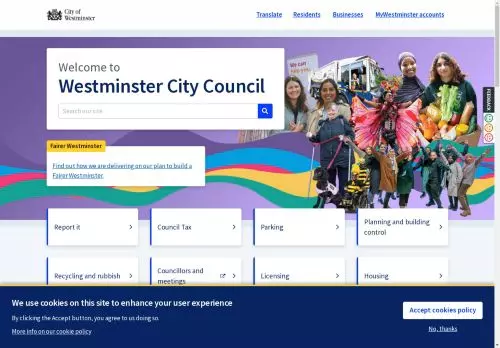 City of
Westminster
Translate
Residents
Businesses
MyWestminster accounts
Welcome to
Westminster City Council
Search our site
We can
help you
FEEDBACK
Fairer Westminster
Find out how we are delivering on our plan to build a
Fairer Westminster.
Report it
Council Tax
Parking
Planning and building
control
Recycling and rubbish
Councillors and
meetings
Licensing
Housing
We use cookies on this site to enhance your user experience
By clicking the Accept button, you agree to us doing so.
More info on our cookie policy
Accept cookies policy
No, thanks